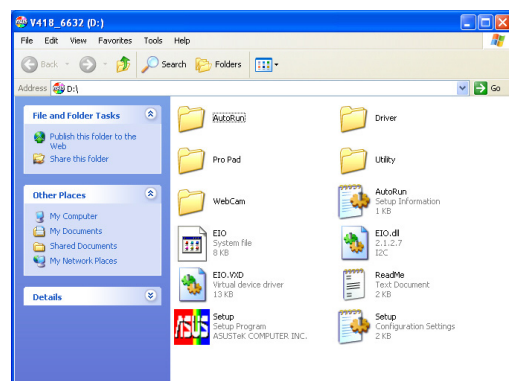 V418_6632 (D:)
File Edit View Favorites Tools Help
Back Search Folders
Address D:\ Go
File and Folder Tasks
Publish this folder to the
Web
Share this folder
Other Places
My Computer
My Documents
Shared Documents
My Network Places
Details
AutoRun
Driver
Pro Pad
Utility
WebCam
AutoRun
Setup Information
1 KB
EIO
System file
8 KB
EIO.dll
2.1.2.7
I2C
EIO.VXD
Virtual device driver
13 KB
ReadMe
Text Document
2 KB
ASUS
Setup
Setup Program
ASUSTeK COMPUTER INC.
Setup
Configuration Settings
2 KB